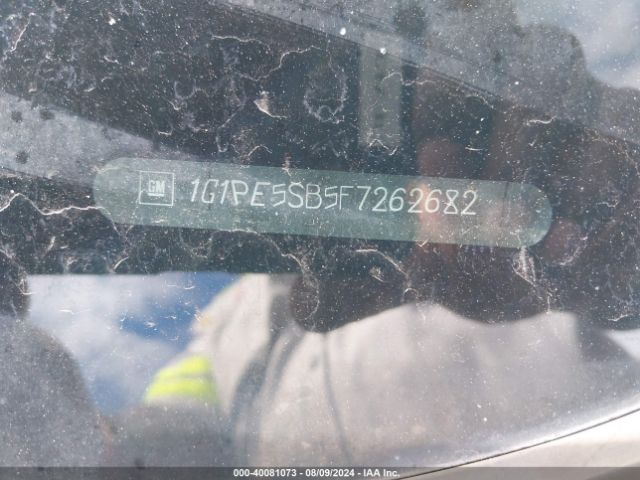 GM 1G1PE5SB5F7262682
000-40081073 - 08/09/2024 - IAA Inc.